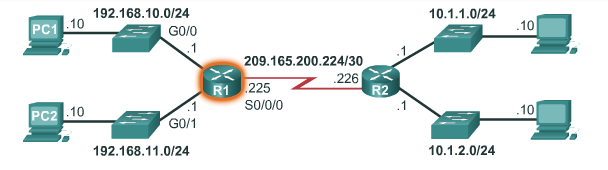 192.168.10.0/24
10.1.1.0/24
PC1
.10
G0/0
.10
.1
209.165.200.224/30
.1
R1
.225
.226
R2
S0/0/0
PC2
.10
.1
G0/1
.1
.10
192.168.11.0/24
10.1.2.0/24